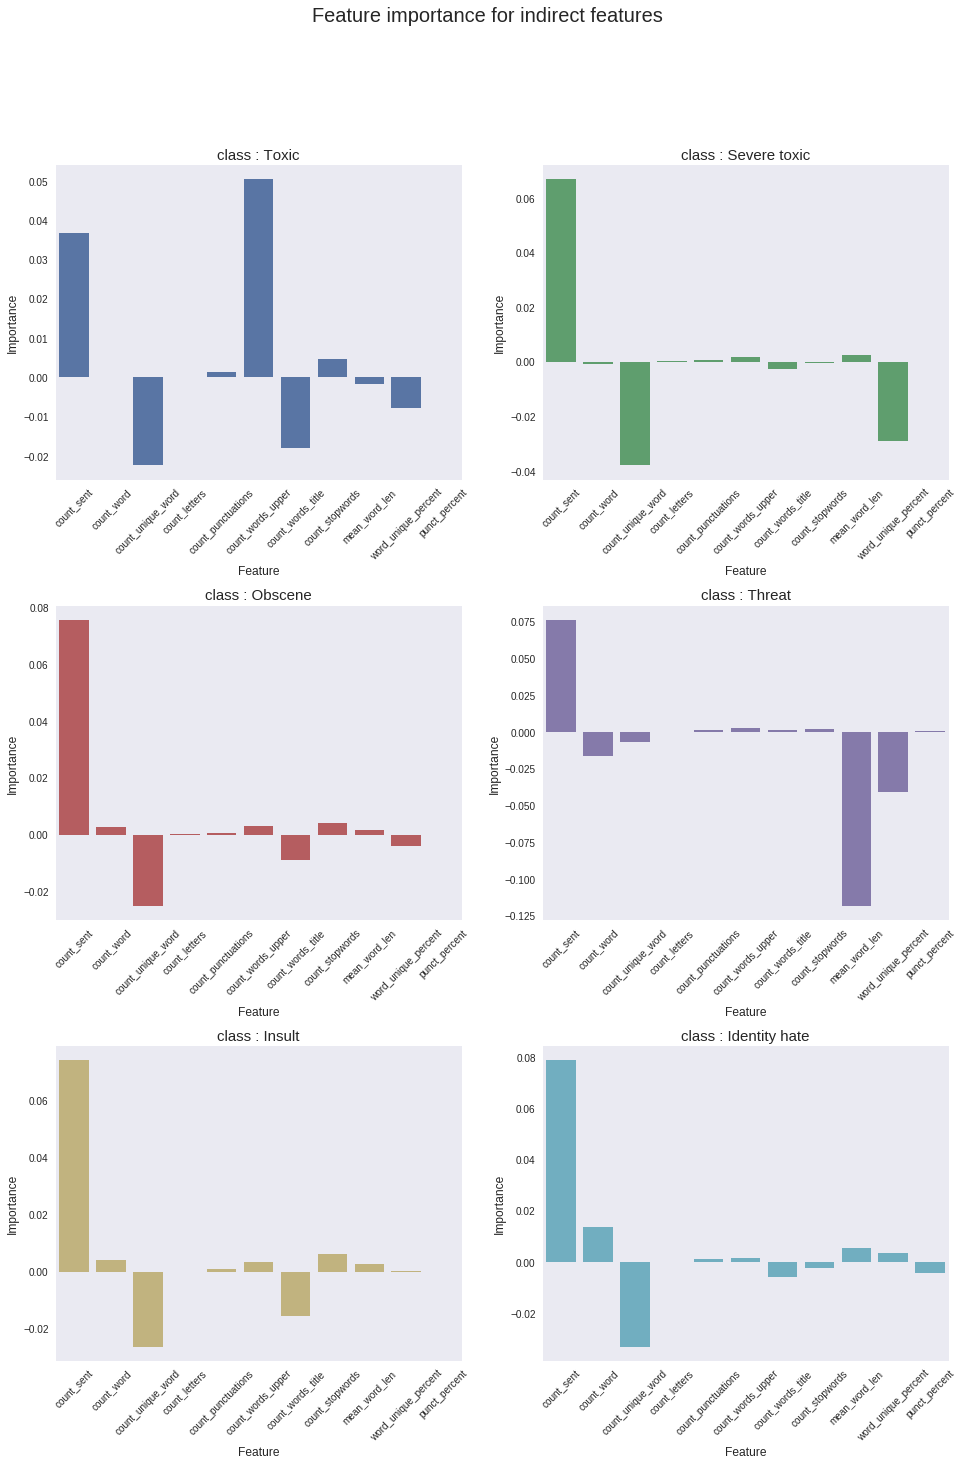 Feature importance for indirect features
class : Toxic
Importance
0.05
0.04
0.03
0.02
0.01
0.00
−0.01
−0.02
count_sent
count_word
count_unique_word
count_letters
count_punctuations
count_words_upper
count_words_title
count_stopwords
mean_word_len
word_unique_percent
punct_percent
Feature
class : Severe toxic
Importance
0.06
0.04
0.02
0.00
−0.02
−0.04
count_sent
count_word
count_unique_word
count_letters
count_punctuations
count_words_upper
count_words_title
count_stopwords
mean_word_len
word_unique_percent
punct_percent
Feature
class : Obscene
Importance
0.08
0.06
0.04
0.02
0.00
−0.02
count_sent
count_word
count_unique_word
count_letters
count_punctuations
count_words_upper
count_words_title
count_stopwords
mean_word_len
word_unique_percent
punct_percent
Feature
class : Threat
Importance
0.075
0.050
0.025
0.000
−0.025
−0.050
−0.075
−0.100
−0.125
count_sent
count_word
count_unique_word
count_letters
count_punctuations
count_words_upper
count_words_title
count_stopwords
mean_word_len
word_unique_percent
punct_percent
Feature
class : Insult
Importance
0.06
0.04
0.02
0.00
−0.02
count_sent
count_word
count_unique_word
count_letters
count_punctuations
count_words_upper
count_words_title
count_stopwords
mean_word_len
word_unique_percent
punct_percent
Feature
class : Identity hate
Importance
0.08
0.06
0.04
0.02
0.00
−0.02
count_sent
count_word
count_unique_word
count_letters
count_punctuations
count_words_upper
count_words_title
count_stopwords
mean_word_len
word_unique_percent
punct_percent
Feature